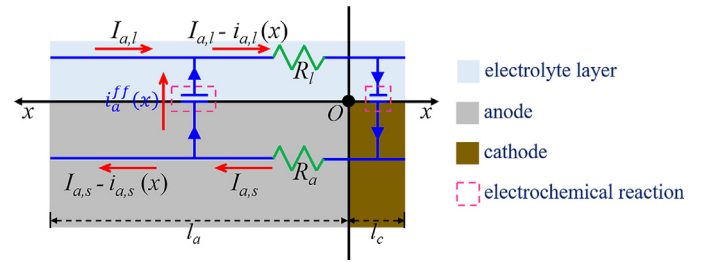 I_{a,l} I_{a,l} - i_{a,l}(x)
R_l
electrolyte layer
x i_a^{ff}(x) O x
anode
cathode
I_{a,s} - i_{a,s}(x) I_{a,s} R_a
electrochemical reaction
l_a l_c